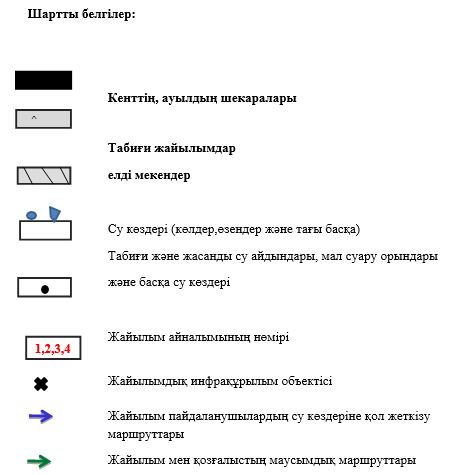 Шартты белгілер:
Кенттің, ауылдың шекаралары
^
Табиғи жайылымдар
елді мекендер
Су көздері (көлдер,өзендер және тағы басқа)
Табиғи және жасанды су айдындары, мал суару орындары
және басқа су көздері
Жайылым айналымының нөмірі
1,2,3,4
Жайылымдық инфрақұрылым объектісі
Жайылым пайдаланушылардың су көздеріне қол жеткізу
маршруттары
Жайылым мен қозғалыстың маусымдық маршруттары